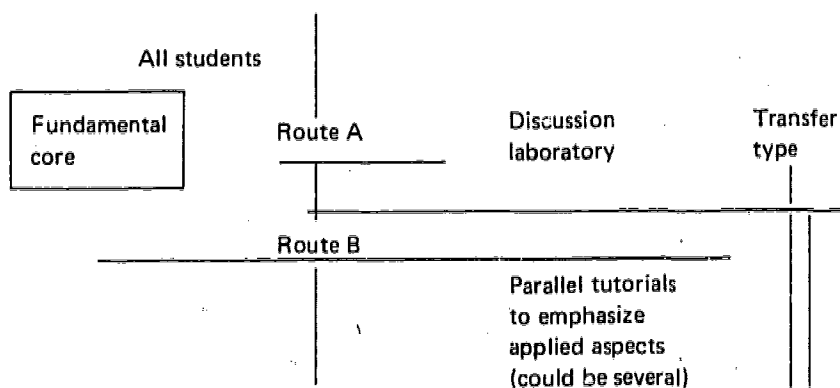 All students
Fundamental
core
Route A
Discussion
laboratory
Transfer
type
Route B
Parallel tutorials
to emphasize
applied aspects
(could be several)